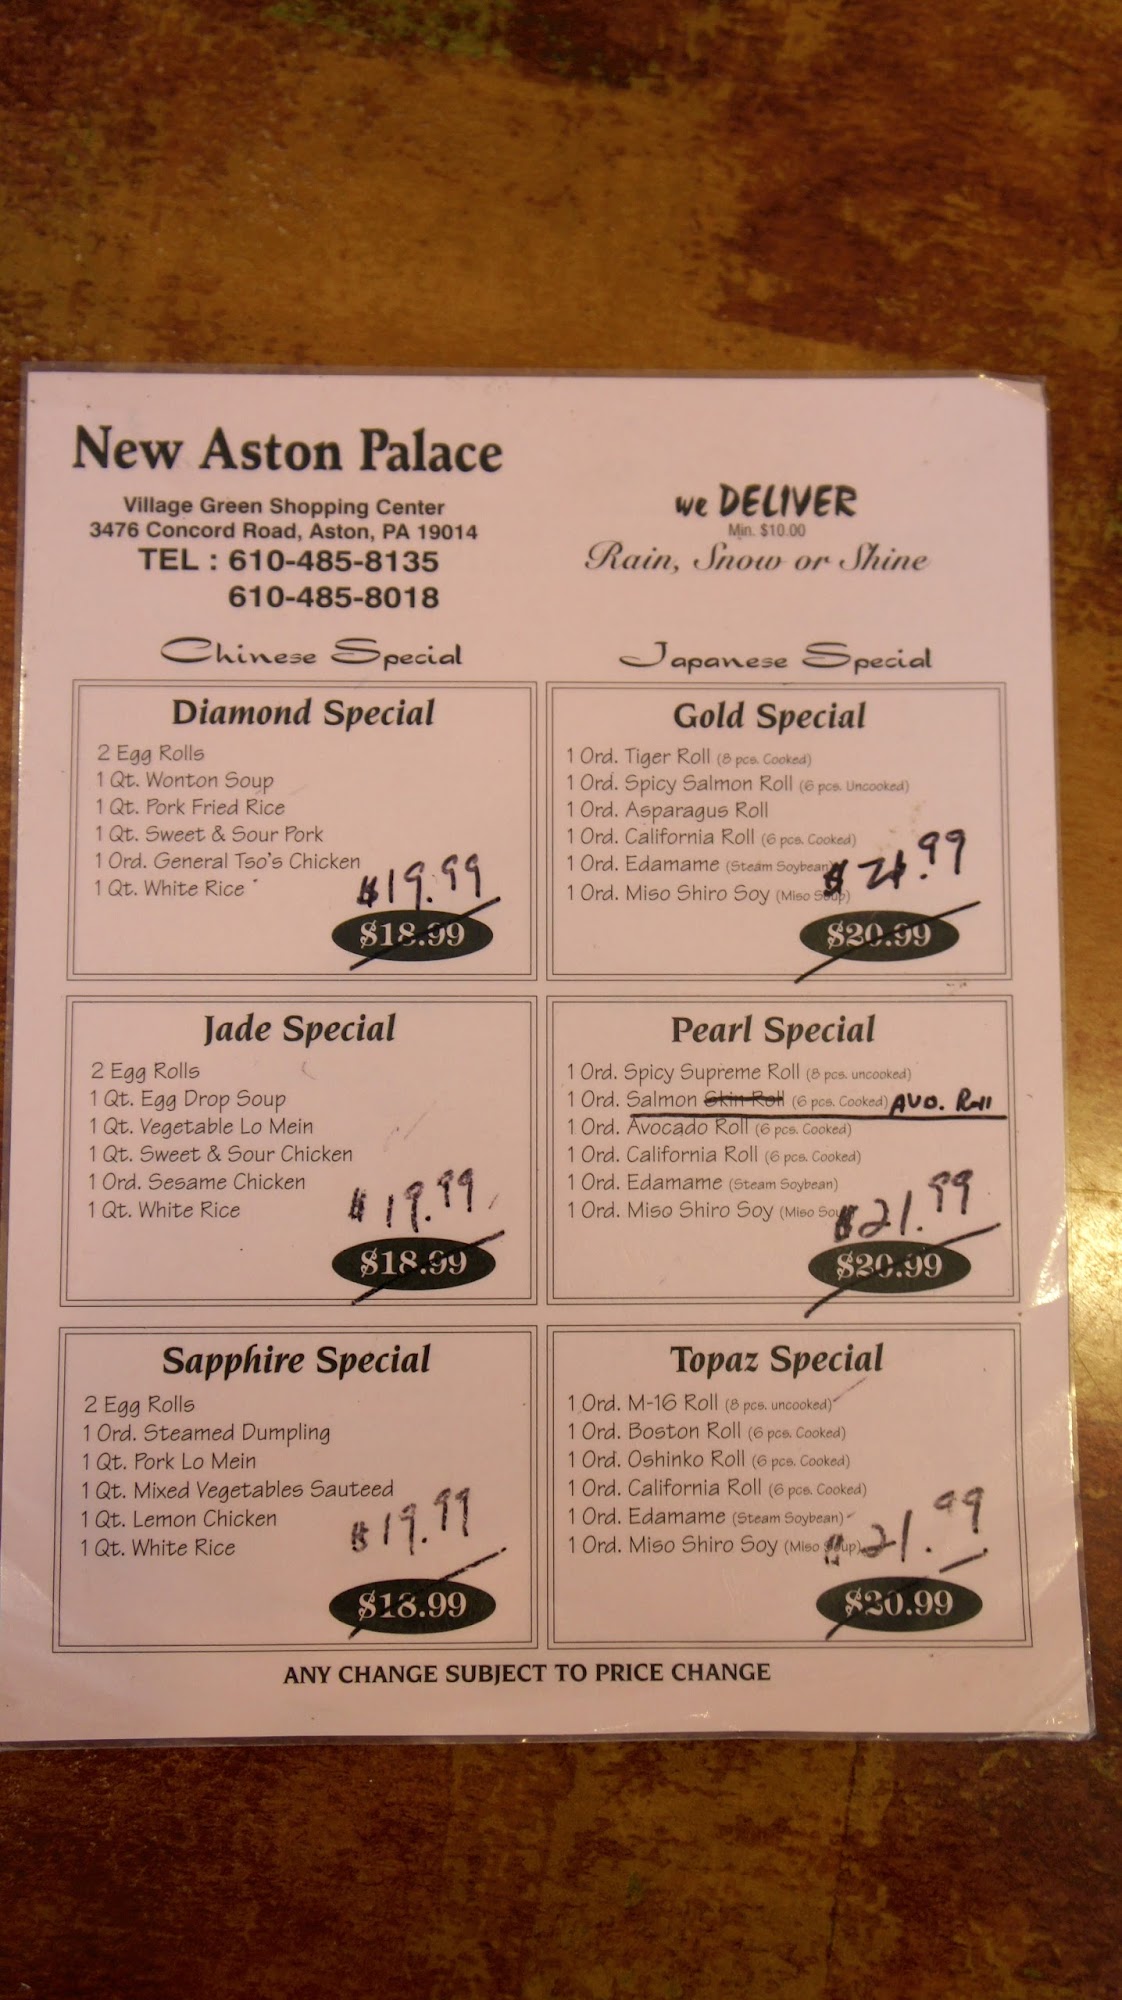 New Aston Palace
Village Green Shopping Center
3476 Concord Road, Aston, PA 19014
TEL : 610-485-8135
610-485-8018
we DELIVER
Min. $10.00
Rain, Snow or Shine
Chinese Special
Diamond Special
2 Egg Rolls
1 Qt. Wonton Soup
1 Qt. Pork Fried Rice
1 Qt. Sweet & Sour Pork
1 Ord. General Tso's Chicken
1 Qt. White Rice
$19.99
$18.99
Jade Special
2 Egg Rolls
1 Qt. Egg Drop Soup
1 Qt. Vegetable Lo Mein
1 Qt. Sweet & Sour Chicken
1 Ord. Sesame Chicken
1 Qt. White Rice
$19.99
$18.99
Sapphire Special
2 Egg Rolls
1 Ord. Steamed Dumpling
1 Qt. Pork Lo Mein
1 Qt. Mixed Vegetables Sauteed
1 Qt. Lemon Chicken
1 Qt. White Rice
$19.99
$18.99
Japanese Special
Gold Special
1 Ord. Tiger Roll (8 pcs. Cooked)
1 Ord. Spicy Salmon Roll (6 pcs. Uncooked)
1 Ord. Asparagus Roll
1 Ord. California Roll (6 pcs. Cooked)
1 Ord. Edamame (Steam Soybean)
1 Ord. Miso Shiro Soy (Miso Soup)
$21.99
$20.99
Pearl Special
1 Ord. Spicy Supreme Roll (8 pcs. uncooked)
1 Ord. Salmon Skin Roll (6 pcs. Cooked) AVO. Roll
1 Ord. Avocado Roll (6 pcs. Cooked)
1 Ord. California Roll (6 pcs. Cooked)
1 Ord. Edamame (Steam Soybean)
1 Ord. Miso Shiro Soy (Miso Soup)
$21.99
$20.99
Topaz Special
1 Ord. M-16 Roll (8 pcs. uncooked)
1 Ord. Boston Roll (6 pcs. Cooked)
1 Ord. Oshinko Roll (6 pcs. Cooked)
1 Ord. California Roll (6 pcs. Cooked)
1 Ord. Edamame (Steam Soybean)
1 Ord. Miso Shiro Soy (Miso Soup)
$21.99
$20.99
ANY CHANGE SUBJECT TO PRICE CHANGE